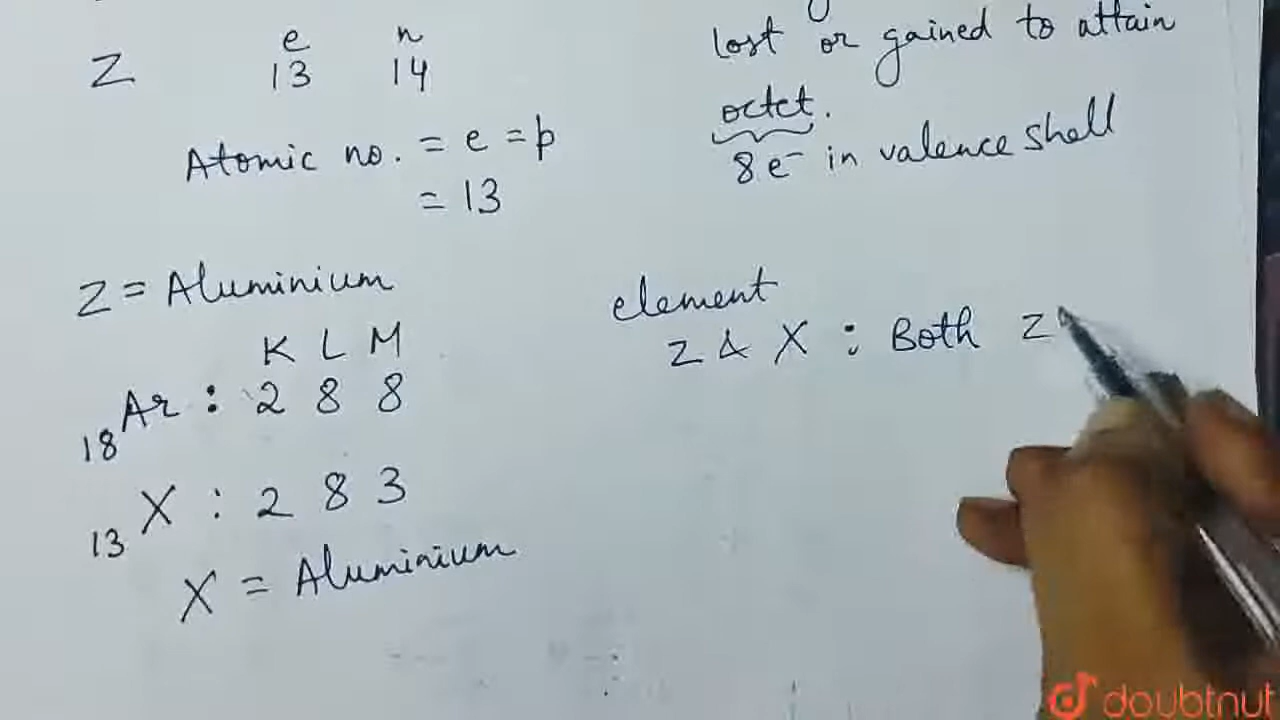 e n
Z 13 14
Atomic no. = e = p
= 13
Z = Aluminium
K L M
18Ar : 2 8 8
13X : 2 8 3
X = Aluminium
lost or gained to attain
octet.
8 e⁻ in valence shell
element
Z & X : Both Z
doubtnut